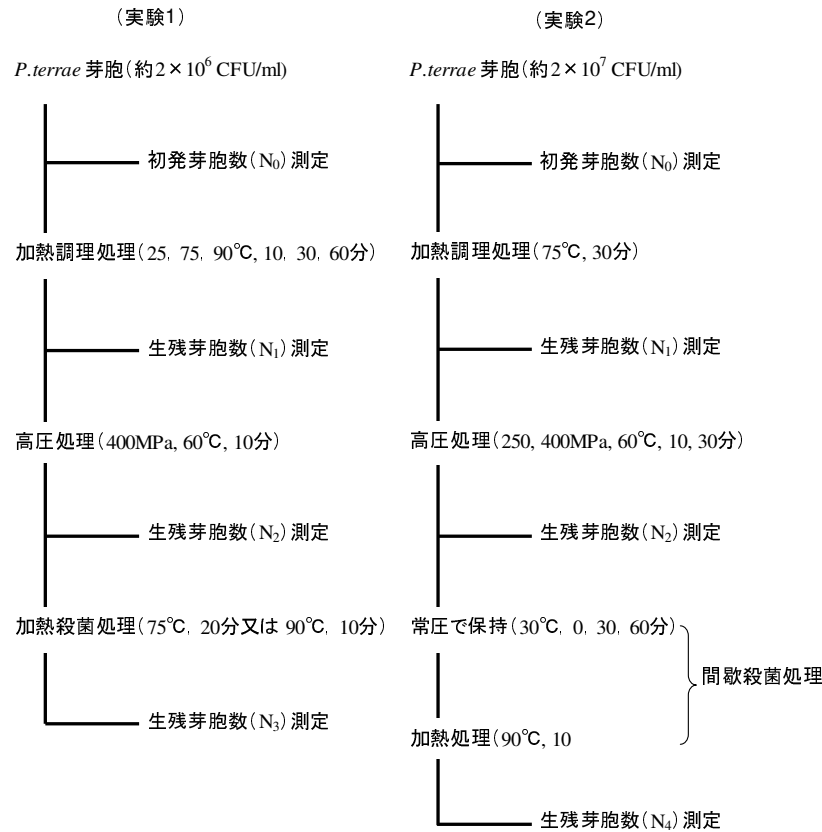 (実験1)
P.terrae 芽胞(約2×10⁶ CFU/ml)
初発芽胞数(N₀)測定
加熱調理処理(25, 75, 90℃, 10, 30, 60分)
生残芽胞数(N₁)測定
高圧処理(400MPa, 60℃, 10分)
生残芽胞数(N₂)測定
加熱殺菌処理(75℃, 20分又は 90℃, 10分)
生残芽胞数(N₃)測定
(実験2)
P.terrae 芽胞(約2×10⁷ CFU/ml)
初発芽胞数(N₀)測定
加熱調理処理(75℃, 30分)
生残芽胞数(N₁)測定
高圧処理(250, 400MPa, 60℃, 10, 30分)
生残芽胞数(N₂)測定
常圧で保持(30℃, 0, 30, 60分)
間歇殺菌処理
加熱処理(90℃, 10
生残芽胞数(N₄)測定